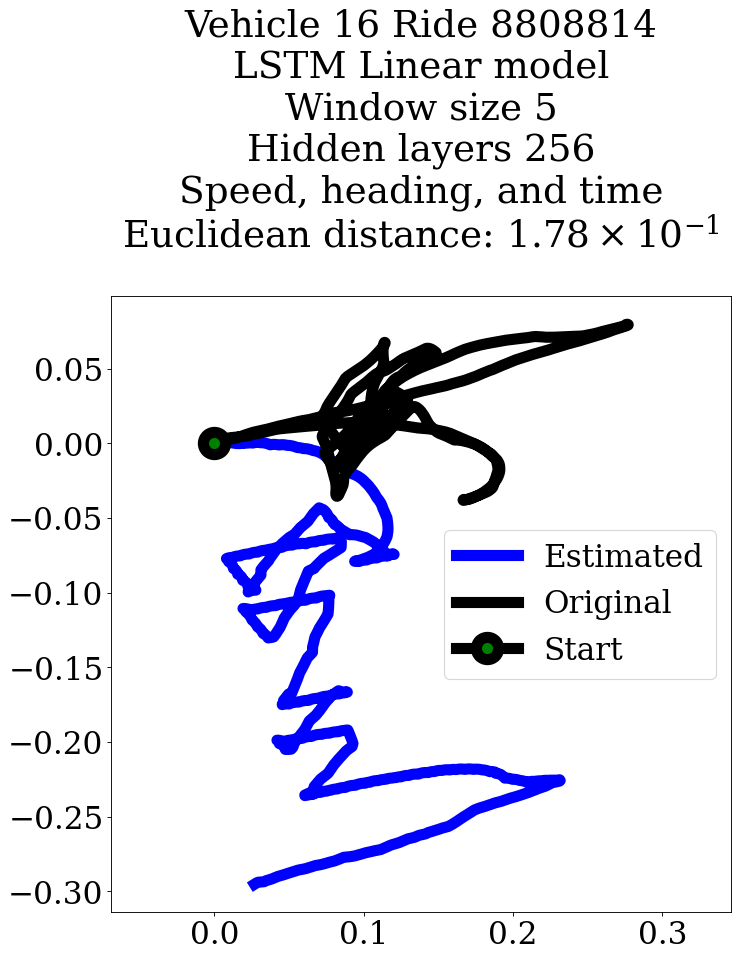 Vehicle 16 Ride 8808814
LSTM Linear model
Window size 5
Hidden layers 256
Speed, heading, and time
Euclidean distance: 1.78 × 10⁻¹
0.05
0.00
−0.05
−0.10
−0.15
−0.20
−0.25
−0.30
Estimated
Original
Start
0.0 0.1 0.2 0.3